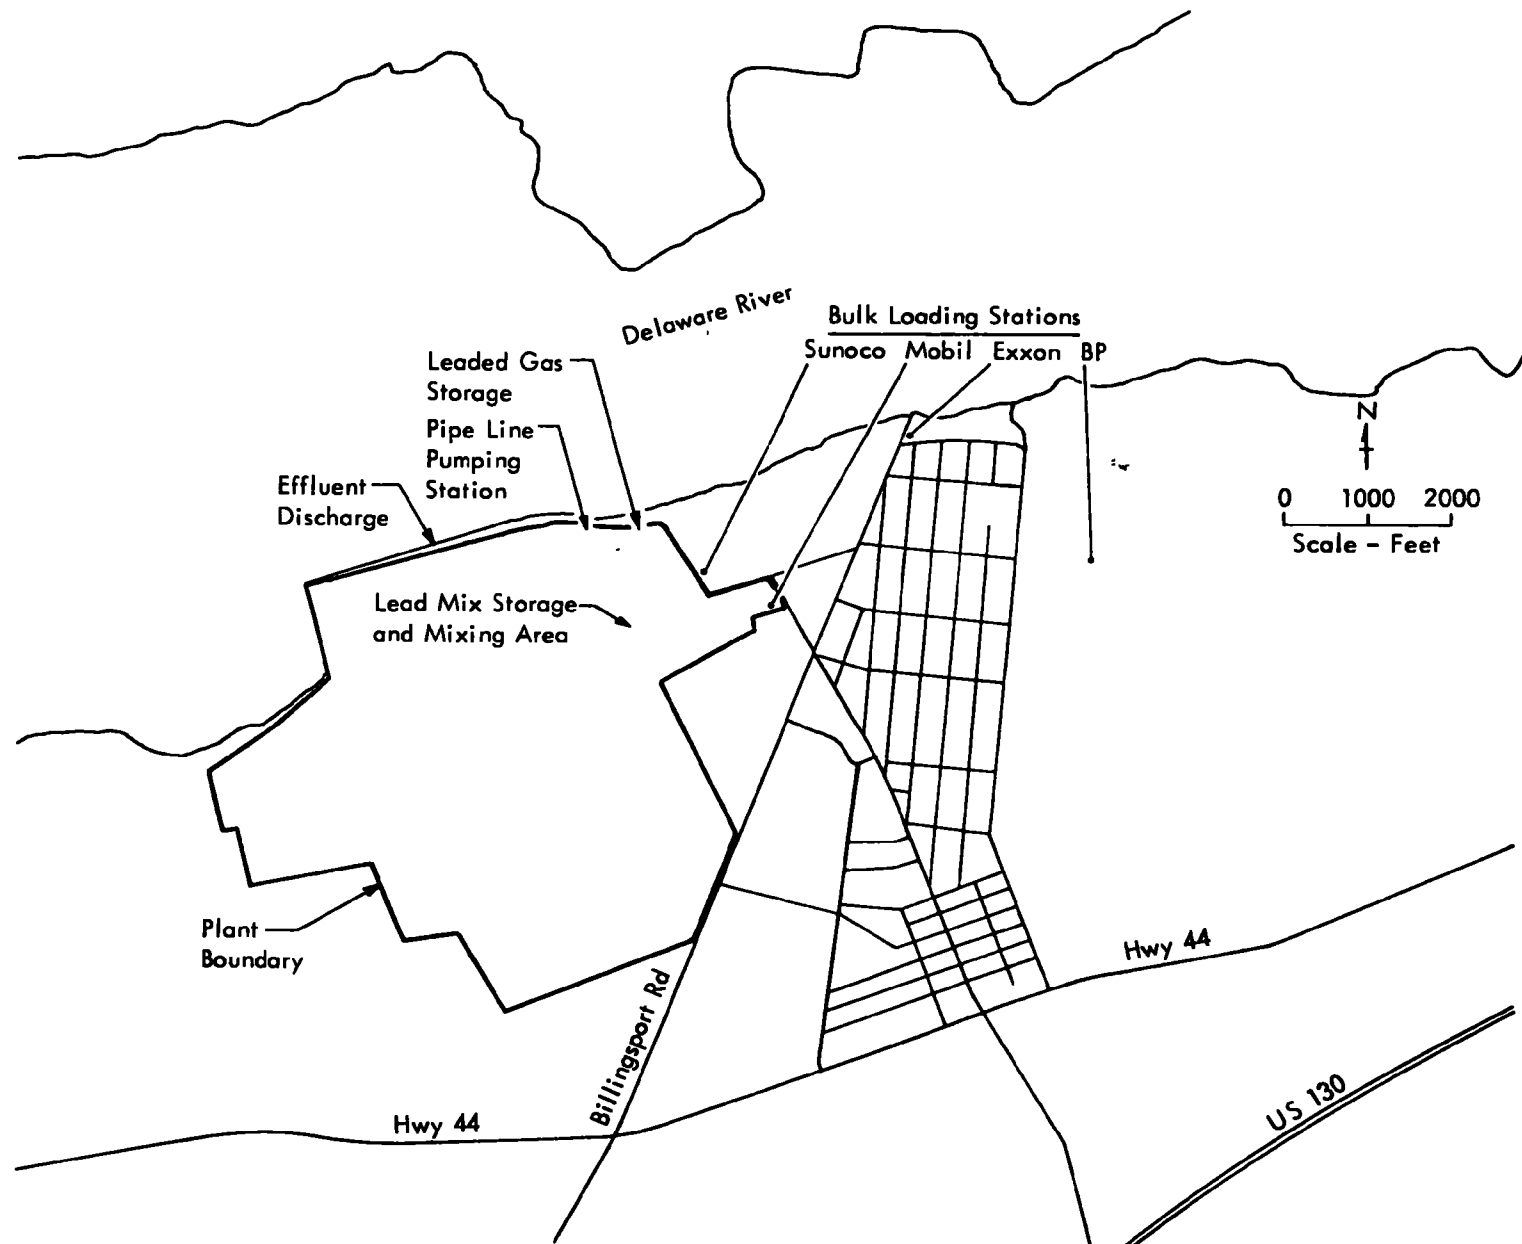 Delaware River
Bulk Loading Stations
Sunoco Mobil Exxon BP
Leaded Gas
Storage
Pipe Line
Pumping
Station
Effluent
Discharge
N
0 1000 2000
Scale - Feet
Lead Mix Storage
and Mixing Area
Plant
Boundary
Billingsport Rd
Hwy 44
Hwy 44
US 130